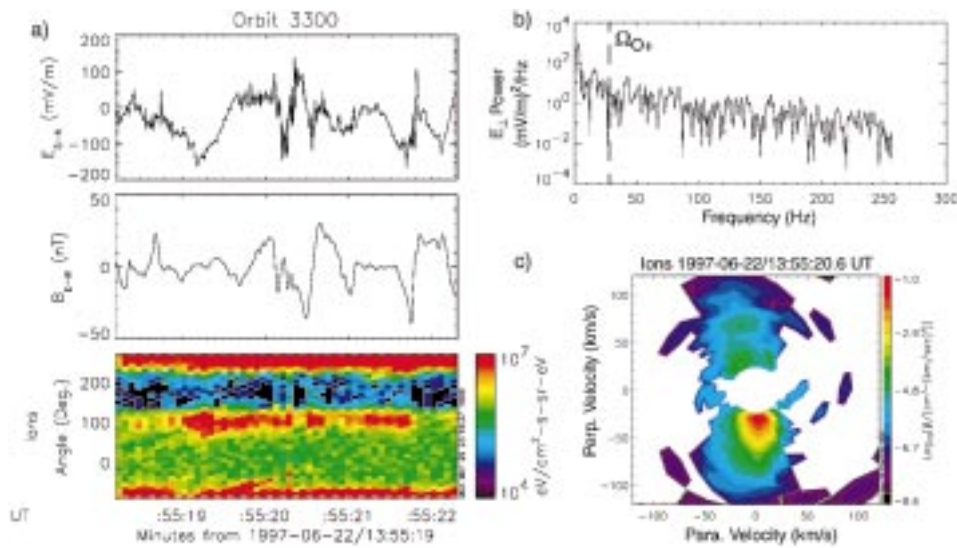 Orbit 3300
a)
200
100
0
-100
-200
(mV/m)
50
0
-50
(nT)
200
100
0
Ions
Angle (Deg.)
10⁷
10⁴
eV/cm²-s-sr-eV
UT
:55:19
:55:20
:55:21
:55:22
Minutes from 1997-06-22/13:55:19
b)
10⁴
10²
10⁰
10⁻²
10⁻⁴
E⊥ Power
(mV/m)²/Hz
ΩO+
0
50
100
150
200
250
300
Frequency (Hz)
c)
Ions 1997-06-22/13:55:20.6 UT
100
50
0
-50
-100
Perp. Velocity (km/s)
-100
-50
0
50
100
Para. Velocity (km/s)